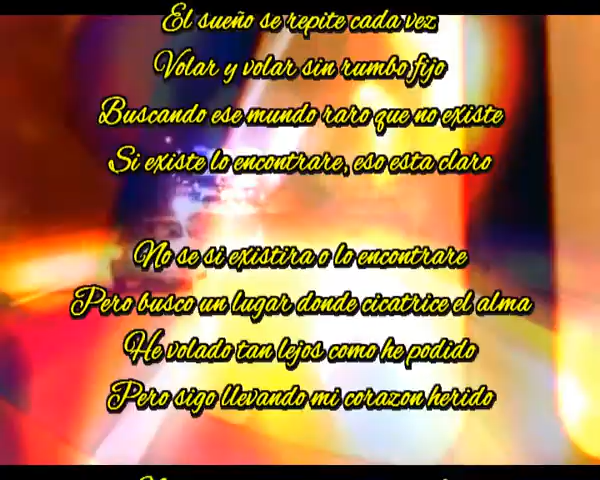 El sueño se repite cada vez
Volar y volar sin rumbo fijo
Buscando ese mundo raro que no existe
Si existe lo encontrare, eso esta claro
No se si existira o lo encontrare
Pero busco un lugar donde cicatrice el alma
He volado tan lejos como he podido
Pero sigo llevando mi corazon herido